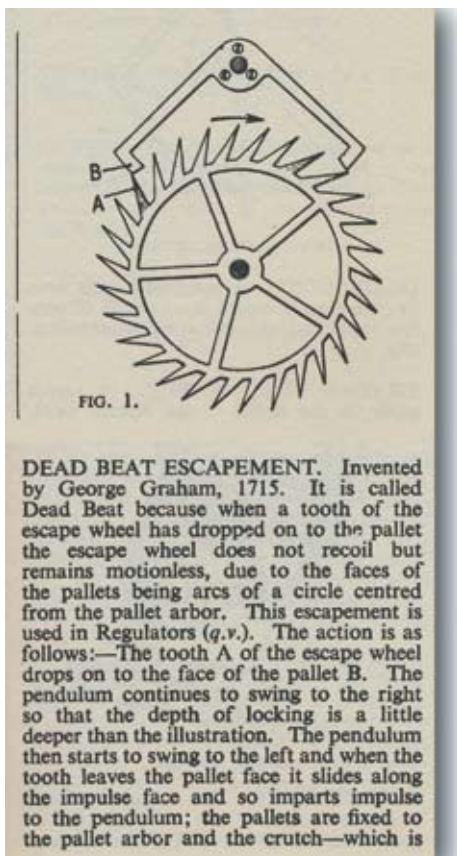 B
A
FIG. 1.
DEAD BEAT ESCAPEMENT. Invented
by George Graham, 1715. It is called
Dead Beat because when a tooth of the
escape wheel has dropped on to the pallet
the escape wheel does not recoil but
remains motionless, due to the faces of
the pallets being arcs of a circle centred
from the pallet arbor. This escapement is
used in Regulators (q.v.). The action is as
follows:—The tooth A of the escape wheel
drops on to the face of the pallet B. The
pendulum continues to swing to the right
so that the depth of locking is a little
deeper than the illustration. The pendulum
then starts to swing to the left and when the
tooth leaves the pallet face it slides along
the impulse face and so imparts impulse
to the pendulum; the pallets are fixed to
the pallet arbor and the crutch—which is